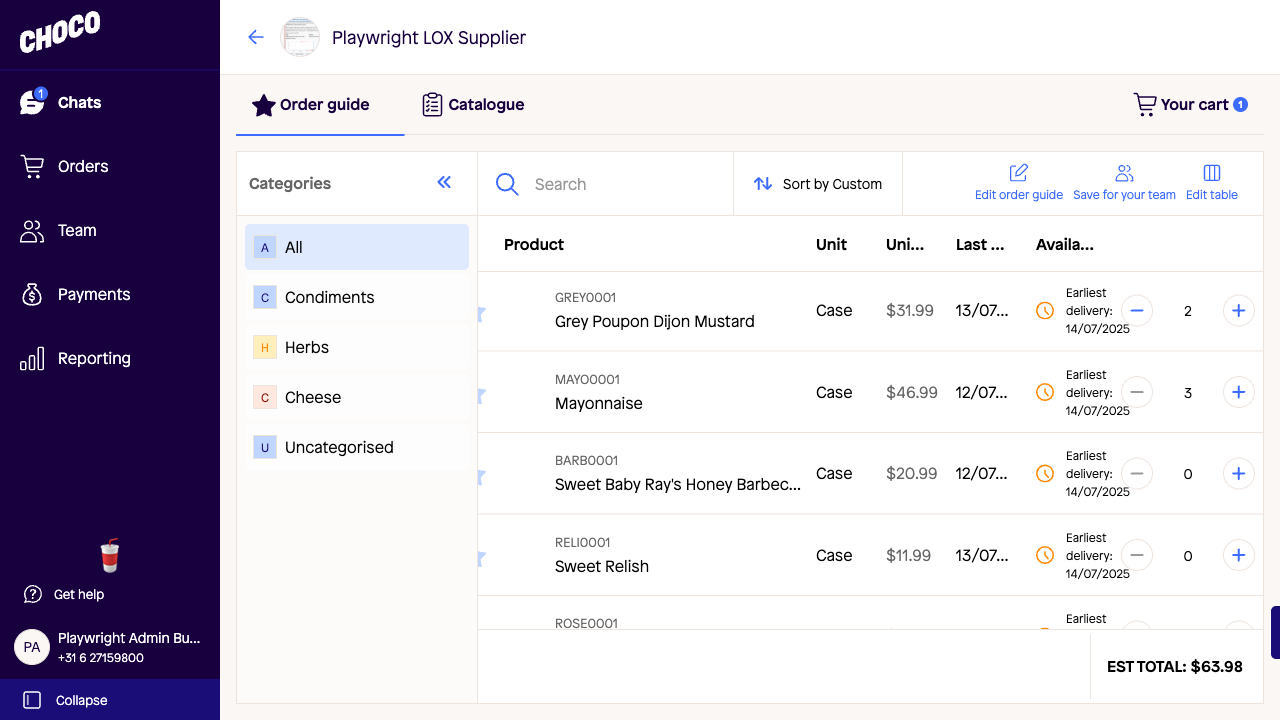 CHOCO
1
Chats
Orders
Team
Payments
Reporting
Get help
PA
Playwright Admin Bu...
+31 6 27159800
Collapse
Playwright LOX Supplier
Order guide
Catalogue
Your cart 1
Categories
Search
Sort by Custom
Edit order guide
Save for your team
Edit table
A All
C Condiments
H Herbs
C Cheese
U Uncategorised
Product Unit Uni... Last ... Availa...
GREY0001
Grey Poupon Dijon Mustard
Case $31.99 13/07...
Earliest
delivery:
14/07/2025
2
MAYO0001
Mayonnaise
Case $46.99 12/07...
Earliest
delivery:
14/07/2025
3
BARB0001
Sweet Baby Ray's Honey Barbec...
Case $20.99 12/07...
Earliest
delivery:
14/07/2025
0
RELI0001
Sweet Relish
Case $11.99 13/07...
Earliest
delivery:
14/07/2025
0
ROSE0001
Earliest
EST TOTAL: $63.98